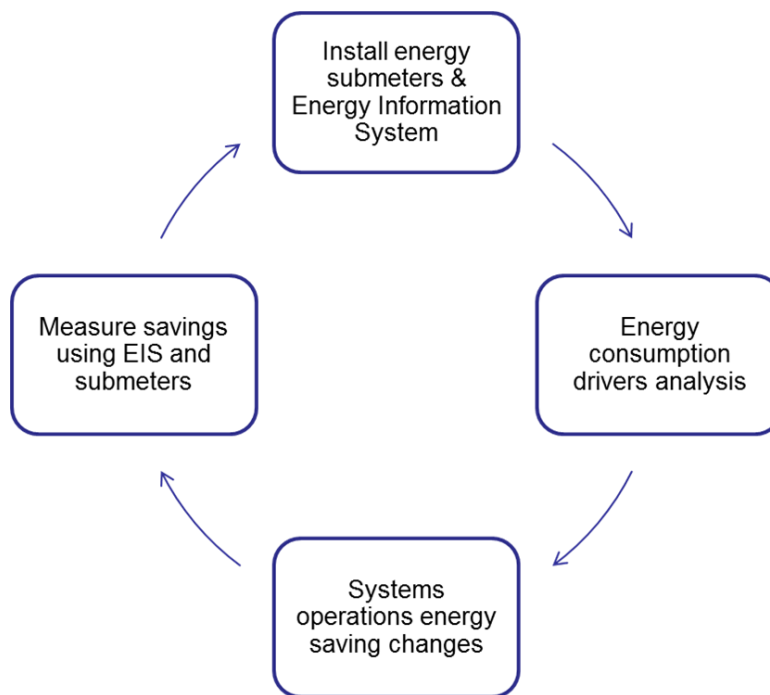 Install energy
submeters &
Energy Information
System
Energy
consumption
drivers analysis
Systems
operations energy
saving changes
Measure savings
using EIS and
submeters